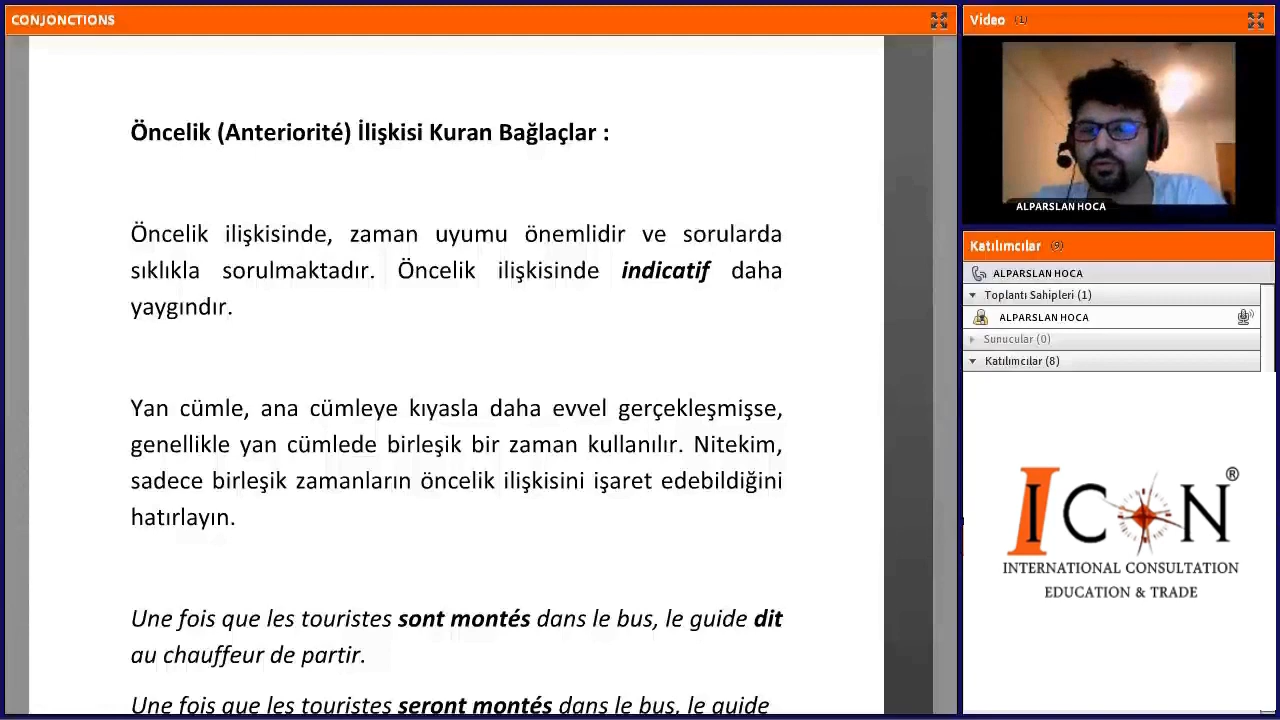 CONJONCTIONS
Öncelik (Anteriorité) İlişkisi Kuran Bağlaçlar :
Öncelik ilişkisinde, zaman uyumu önemlidir ve sorularda
sıklıkla sorulmaktadır. Öncelik ilişkisinde indicatif daha
yaygındır.
Yan cümle, ana cümleye kıyasla daha evvel gerçekleşmişse,
genellikle yan cümlede birleşik bir zaman kullanılır. Nitekim,
sadece birleşik zamanların öncelik ilişkisini işaret edebildiğini
hatırlayın.
Une fois que les touristes sont montés dans le bus, le guide dit
au chauffeur de partir.
Une fois que les touristes seront montés dans le bus, le guide
Video (1)
ALPARSLAN HOCA
Katılımcılar (9)
ALPARSLAN HOCA
Toplantı Sahipleri (1)
ALPARSLAN HOCA
Sunucular (0)
Katılımcılar (8)
ICON ®
INTERNATIONAL CONSULTATION
EDUCATION & TRADE